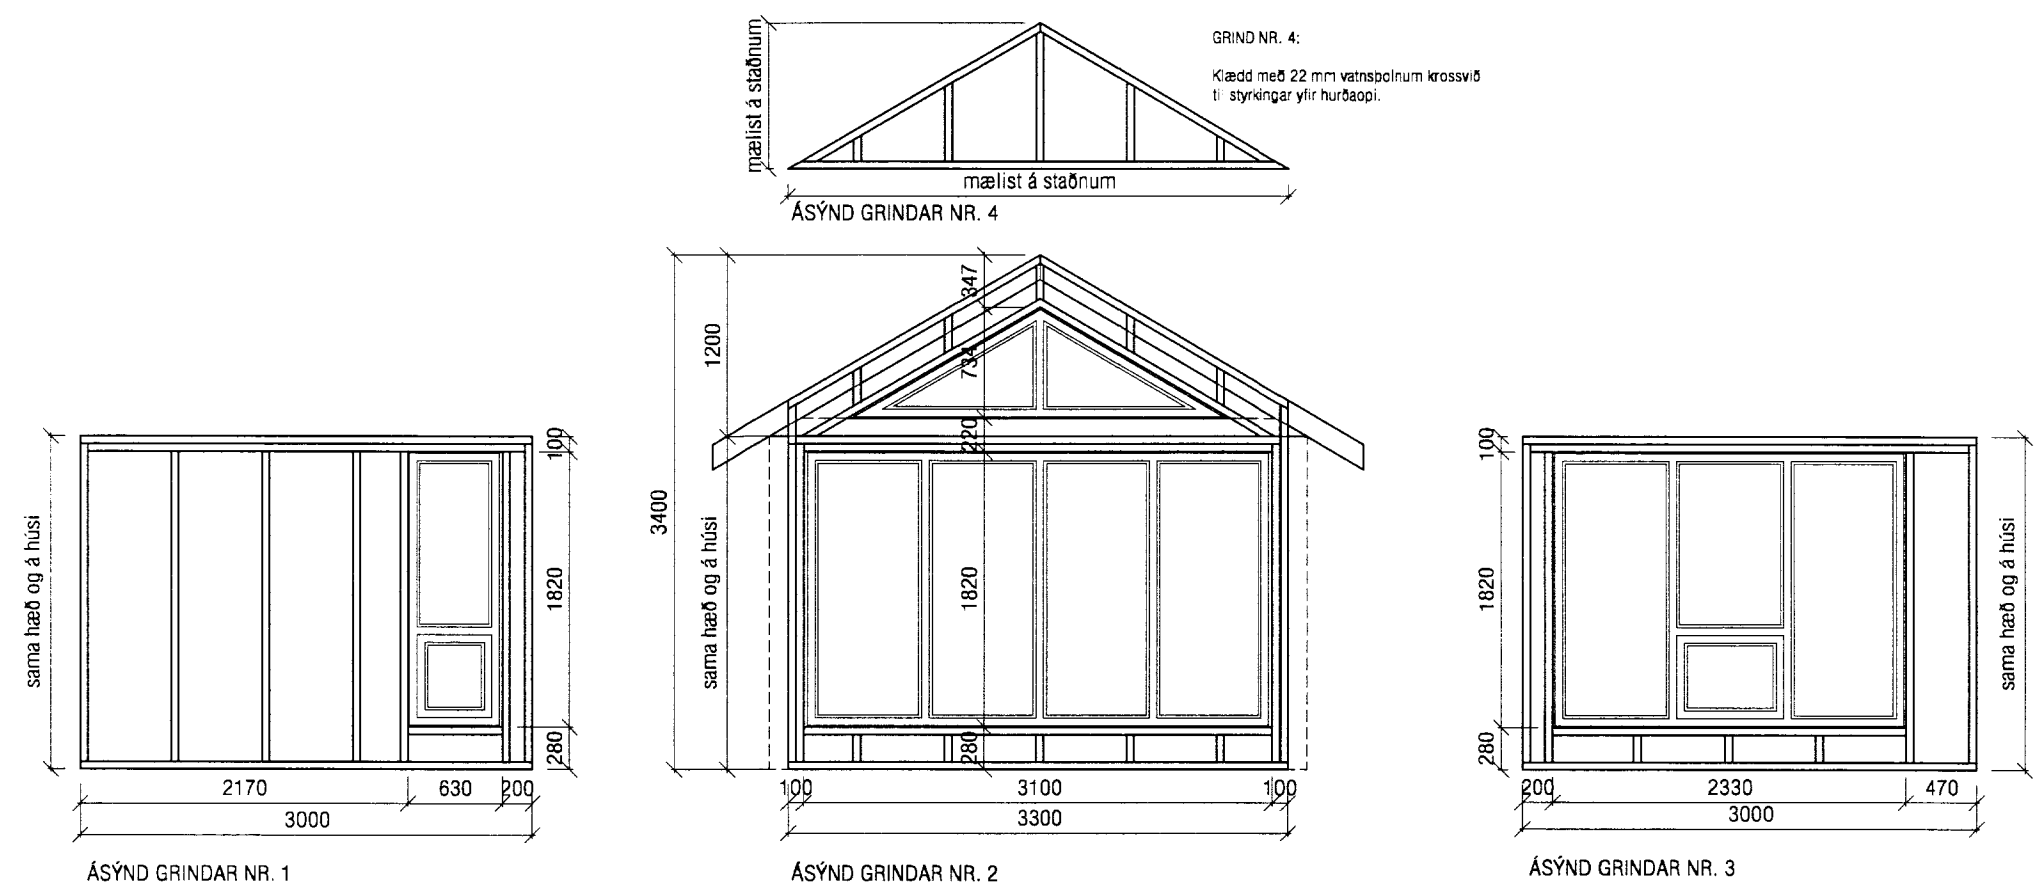 mælist á staðnum
GRIND NR. 4:
Klædd með 22 mm vatnsþolnum krossvið
til styrkingar yfir hurðaopi.
mælist á staðnum
ÁSÝND GRINDAR NR. 4
sama hæð og á húsi
100
1820
280
2170
630
200
3000
ÁSÝND GRINDAR NR. 1
3400
1200
sama hæð og á húsi
347
734
220
1820
280
100
3100
100
3300
ÁSÝND GRINDAR NR. 2
100
1820
280
sama hæð og á húsi
200
2330
470
3000
ÁSÝND GRINDAR NR. 3